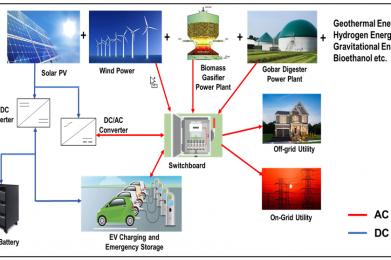 Geothermal Ene
Hydrogen Energ
Gravitational En
Bioethanol etc.
Solar PV
Wind Power
Biomass
Gasifier
Power Plant
Gobar Digester
Power Plant
DC
erter
DC/AC
Converter
Switchboard
Off-grid Utility
On-Grid Utility
Battery
EV Charging and
Emergency Storage
AC
DC